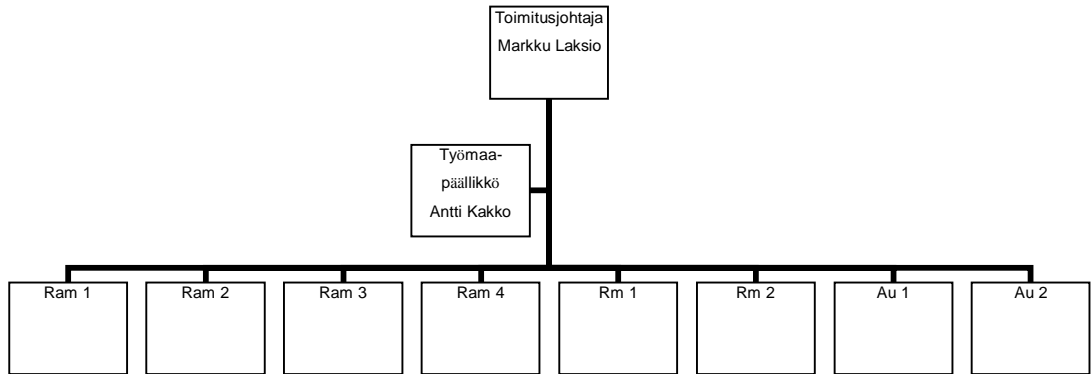 Toimitusjohtaja
Markku Laksio
Työmaa-
päällikkö
Antti Kakko
Ram 1
Ram 2
Ram 3
Ram 4
Rm 1
Rm 2
Au 1
Au 2